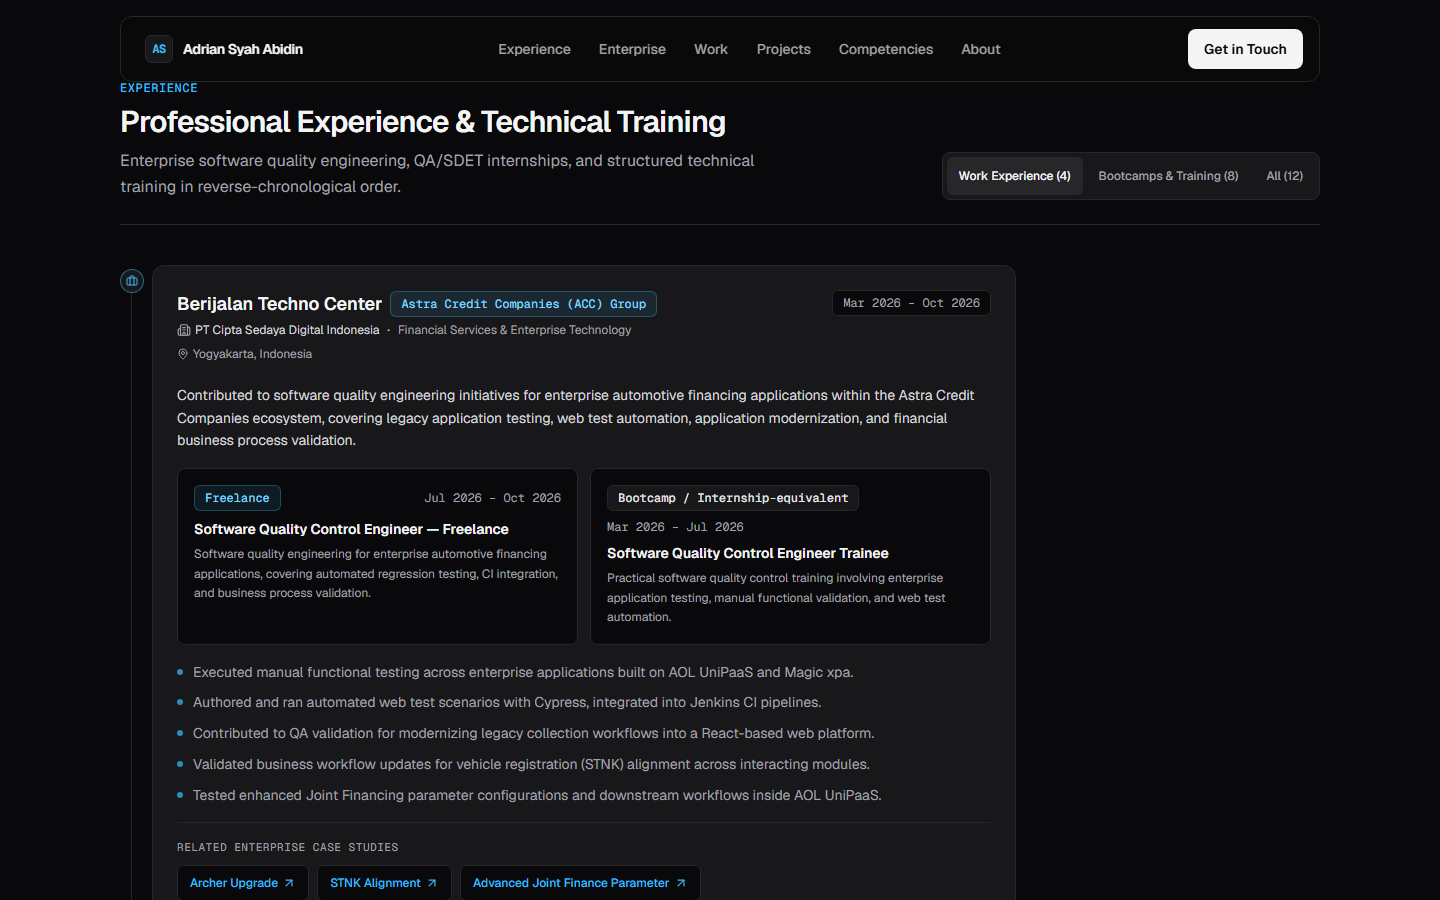 AS
Adrian Syah Abidin
Experience
Enterprise
Work
Projects
Competencies
About
Get in Touch
EXPERIENCE
Professional Experience & Technical Training
Enterprise software quality engineering, QA/SDET internships, and structured technical
training in reverse-chronological order.
Work Experience (4)
Bootcamps & Training (8)
All (12)
Berijalan Techno Center
Astra Credit Companies (ACC) Group
Mar 2026 – Oct 2026
PT Cipta Sedaya Digital Indonesia · Financial Services & Enterprise Technology
Yogyakarta, Indonesia
Contributed to software quality engineering initiatives for enterprise automotive financing applications within the Astra Credit
Companies ecosystem, covering legacy application testing, web test automation, application modernization, and financial
business process validation.
Freelance
Jul 2026 – Oct 2026
Software Quality Control Engineer — Freelance
Software quality engineering for enterprise automotive financing
applications, covering automated regression testing, CI integration,
and business process validation.
Bootcamp / Internship-equivalent
Mar 2026 – Jul 2026
Software Quality Control Engineer Trainee
Practical software quality control training involving enterprise
application testing, manual functional validation, and web test
automation.
Executed manual functional testing across enterprise applications built on AOL UniPaaS and Magic xpa.
Authored and ran automated web test scenarios with Cypress, integrated into Jenkins CI pipelines.
Contributed to QA validation for modernizing legacy collection workflows into a React-based web platform.
Validated business workflow updates for vehicle registration (STNK) alignment across interacting modules.
Tested enhanced Joint Financing parameter configurations and downstream workflows inside AOL UniPaaS.
RELATED ENTERPRISE CASE STUDIES
Archer Upgrade
STNK Alignment
Advanced Joint Finance Parameter